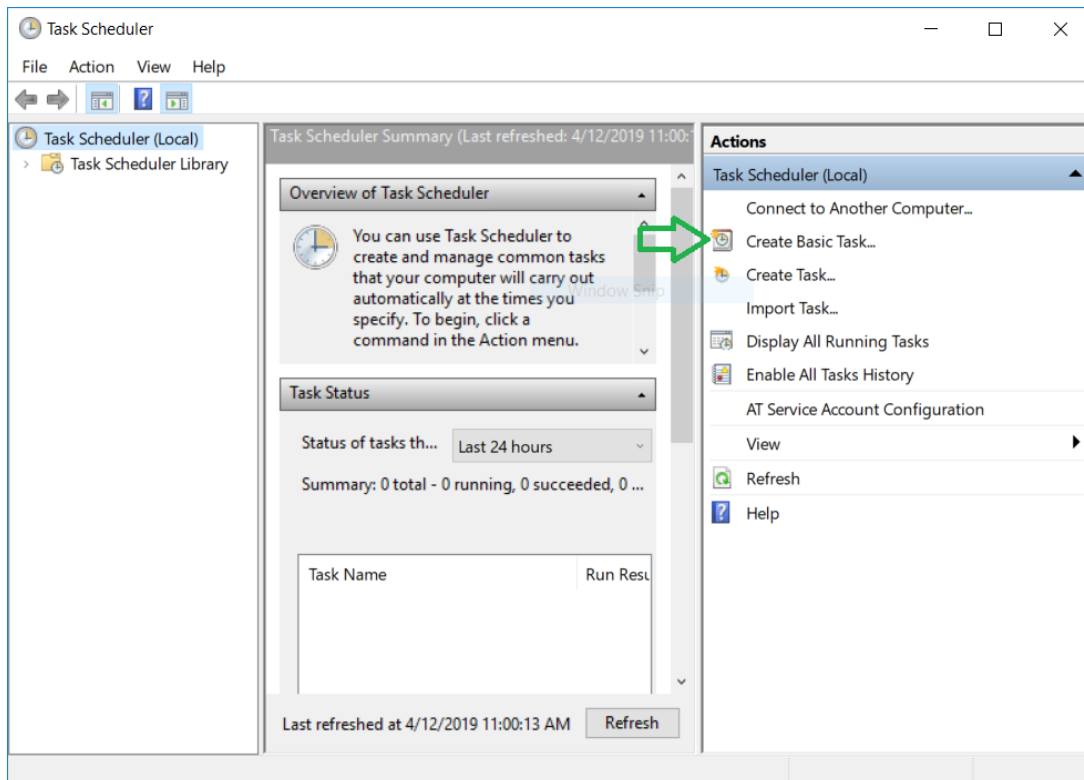 Task Scheduler
File Action View Help
Task Scheduler (Local)
Task Scheduler Library
Task Scheduler Summary (Last refreshed: 4/12/2019 11:00:
Overview of Task Scheduler
You can use Task Scheduler to
create and manage common tasks
that your computer will carry out
automatically at the times you
specify. To begin, click a
command in the Action menu.
Window Snip
Task Status
Status of tasks th...
Last 24 hours
Summary: 0 total - 0 running, 0 succeeded, 0 ...
Task Name
Run Resu
Last refreshed at 4/12/2019 11:00:13 AM
Refresh
Actions
Task Scheduler (Local)
Connect to Another Computer...
Create Basic Task...
Create Task...
Import Task...
Display All Running Tasks
Enable All Tasks History
AT Service Account Configuration
View
Refresh
Help